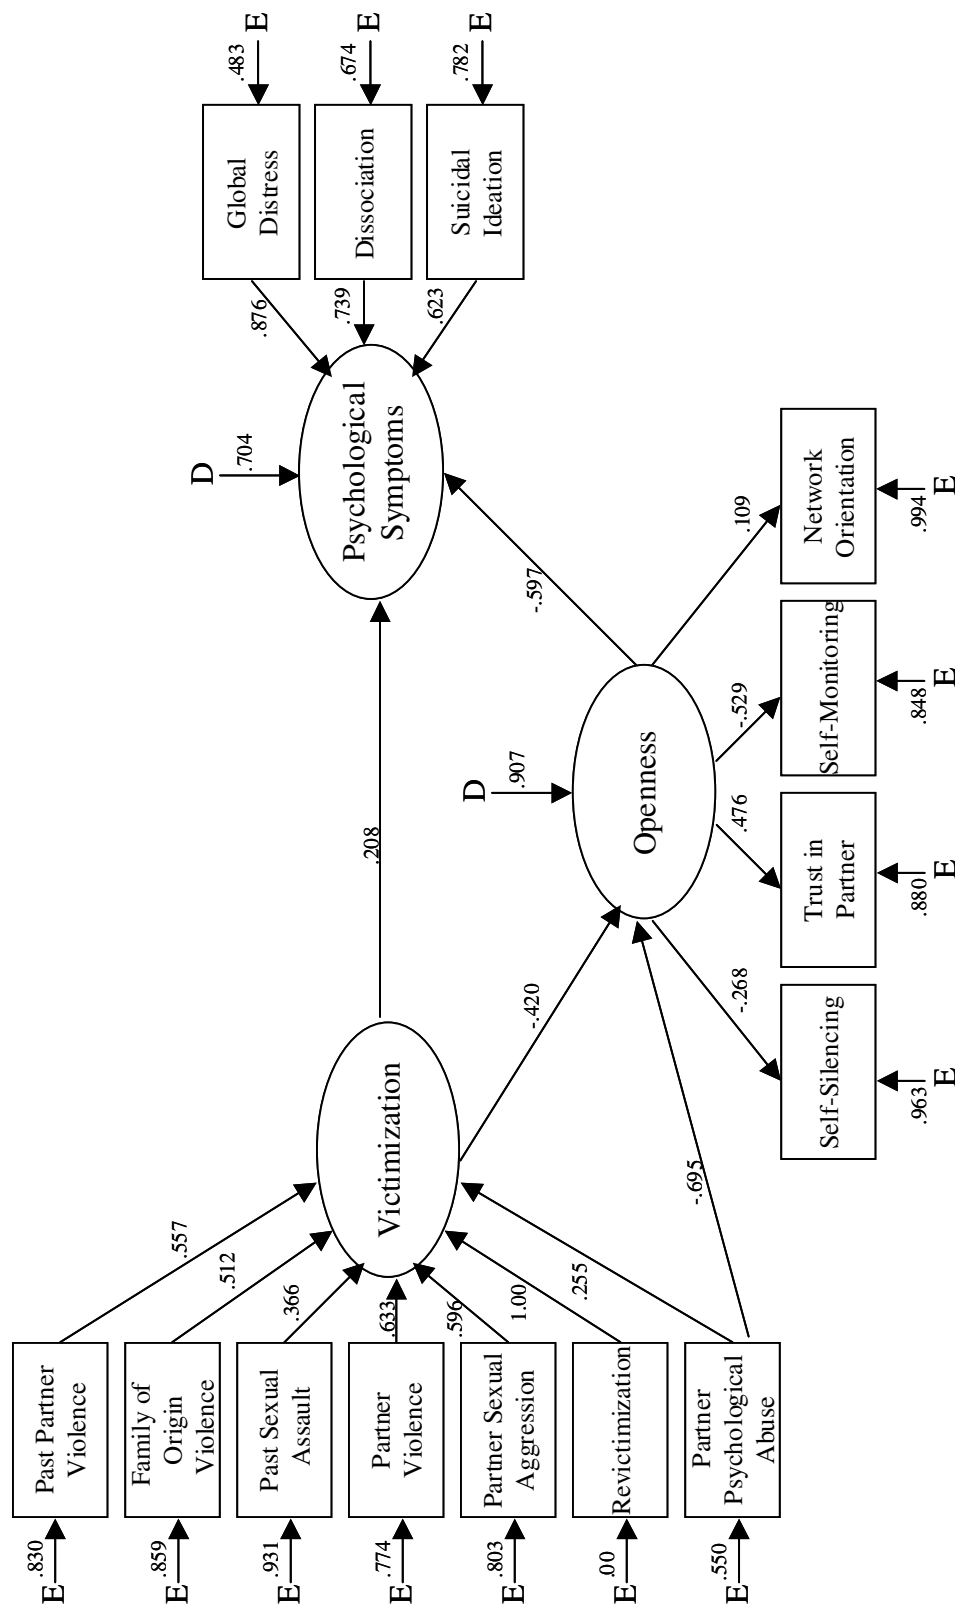 E
.830
Past Partner
Violence
.557
E
.859
Family of
Origin
Violence
.512
E
.931
Past Sexual
Assault
.366
E
.774
Partner
Violence
.633
E
.803
Partner Sexual
Aggression
.596
E
.00
Revictimization
1.00
E
.550
Partner
Psychological
Abuse
.255
-.695
Victimization
.208
-.420
D
.907
Openness
-.597
-.268
.476
-.529
.109
Self-Silencing
.963
E
Trust in
Partner
.880
E
Self-Monitoring
.848
E
Network
Orientation
.994
E
D
.704
Psychological
Symptoms
.876
Global
Distress
.483
E
.739
Dissociation
.674
E
.623
Suicidal
Ideation
.782
E